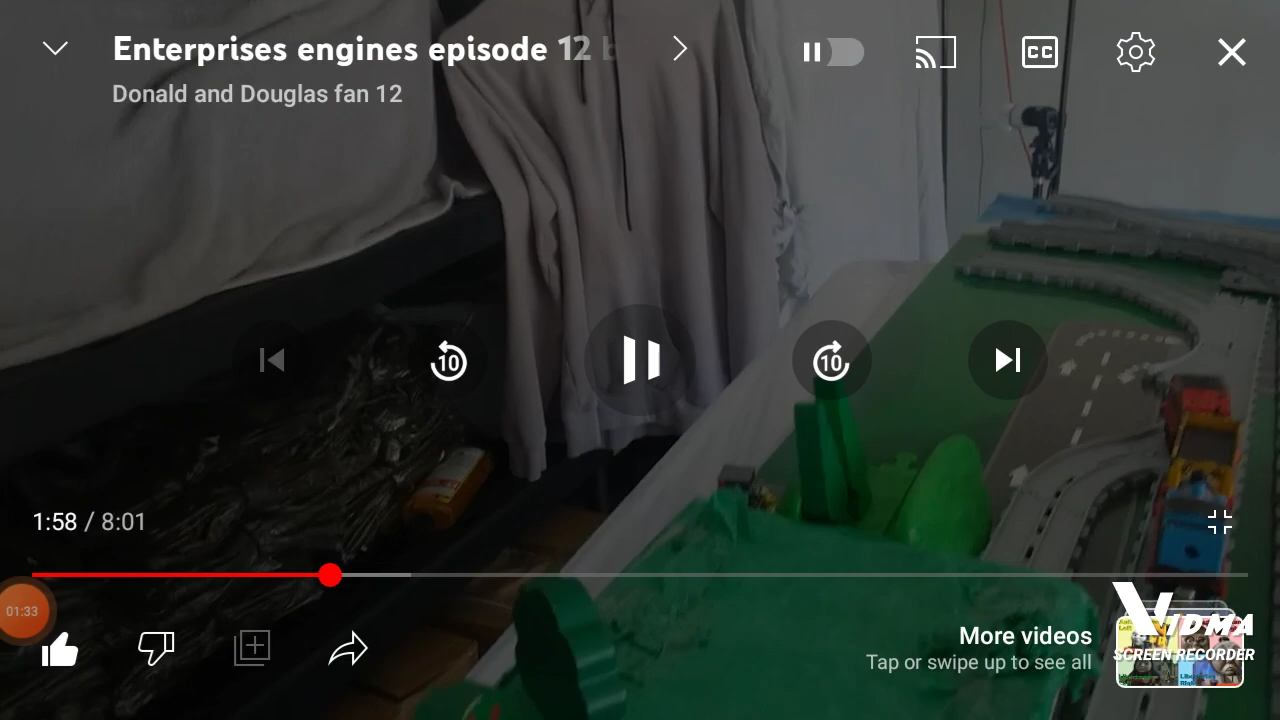 Enterprises engines episode 12
Donald and Douglas fan 12
CC
10
10
1:58 / 8:01
01:33
More videos
Tap or swipe up to see all
VIDMA
SCREEN RECORDER